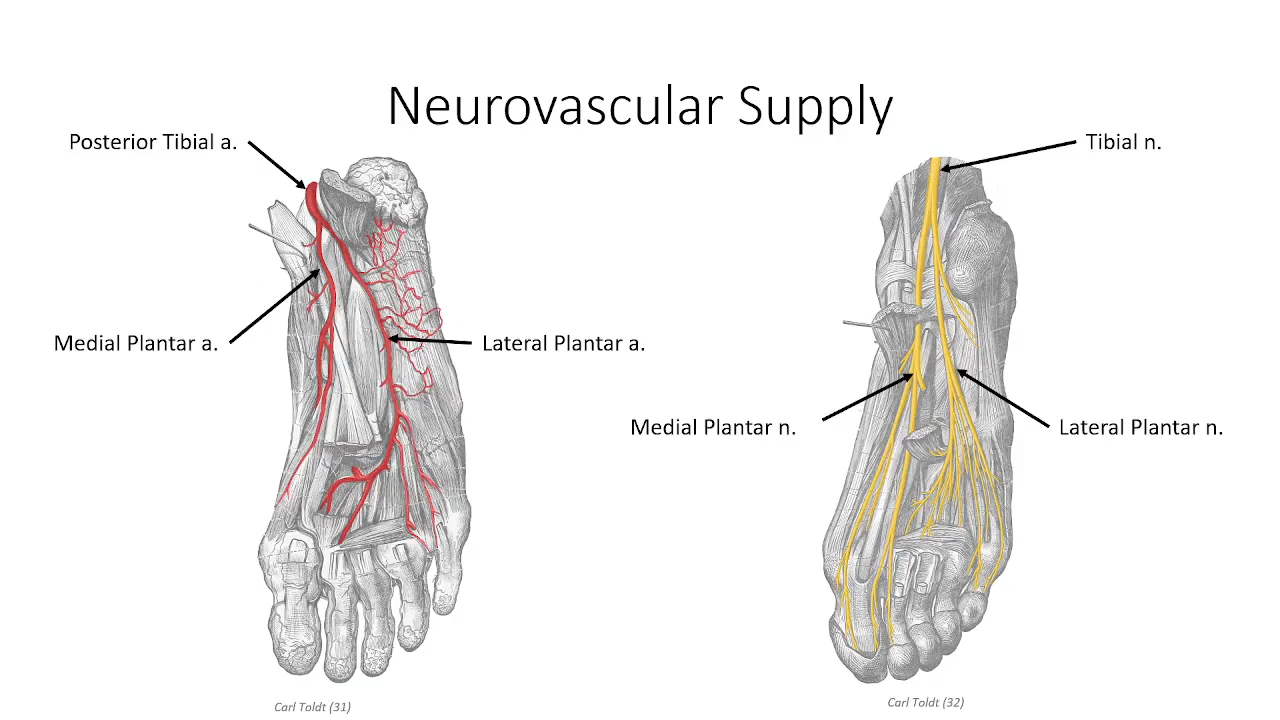 Neurovascular Supply
Posterior Tibial a.
Tibial n.
Medial Plantar a.
Lateral Plantar a.
Medial Plantar n.
Lateral Plantar n.
Carl Toldt (31)
Carl Toldt (32)